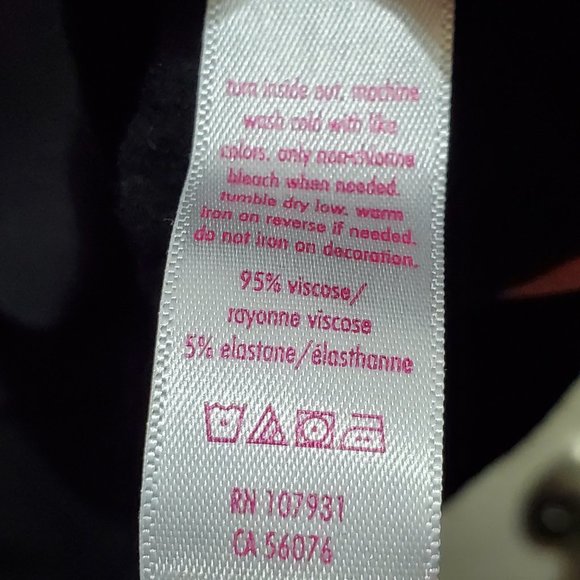 turn inside out. machine
wash cold with like
colors. only non-chlorine
bleach when needed.
tumble dry low. warm
iron on reverse if needed.
do not iron on decoration.
95% viscose/
rayonne viscose
5% elastane/élasthanne
RN 107931
CA 56076